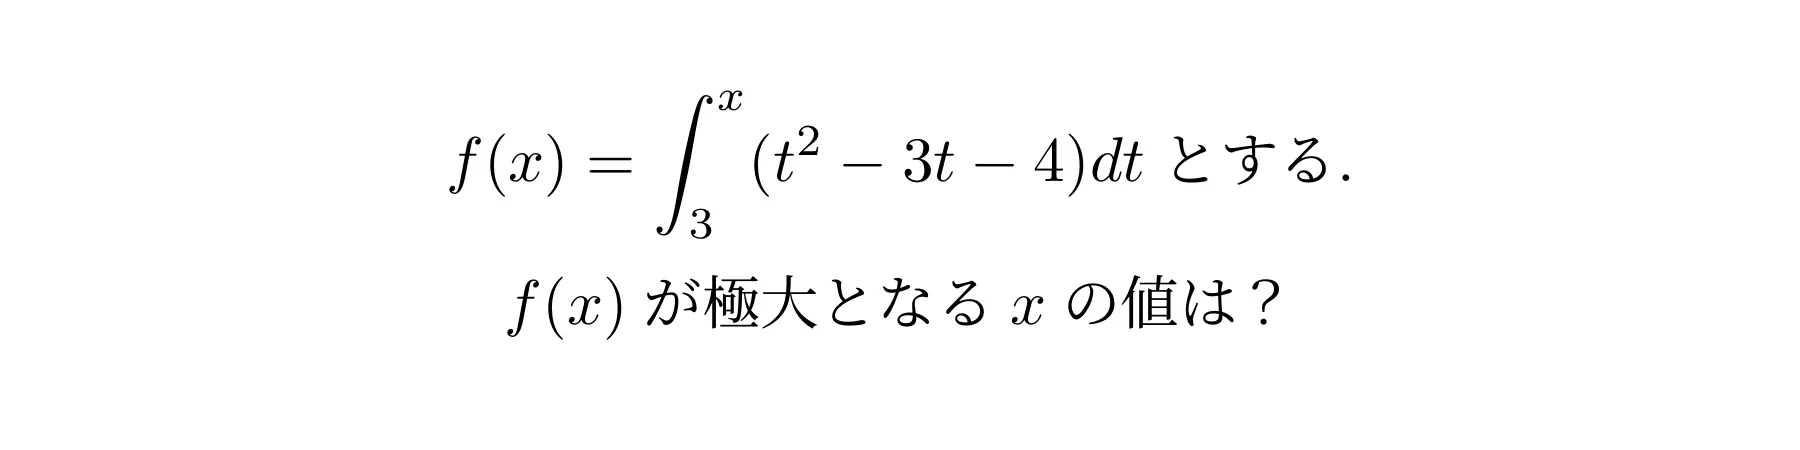 f(x) = ∫_3^x (t^2 − 3t − 4)dt とする.
f(x) が極大となる x の値は？